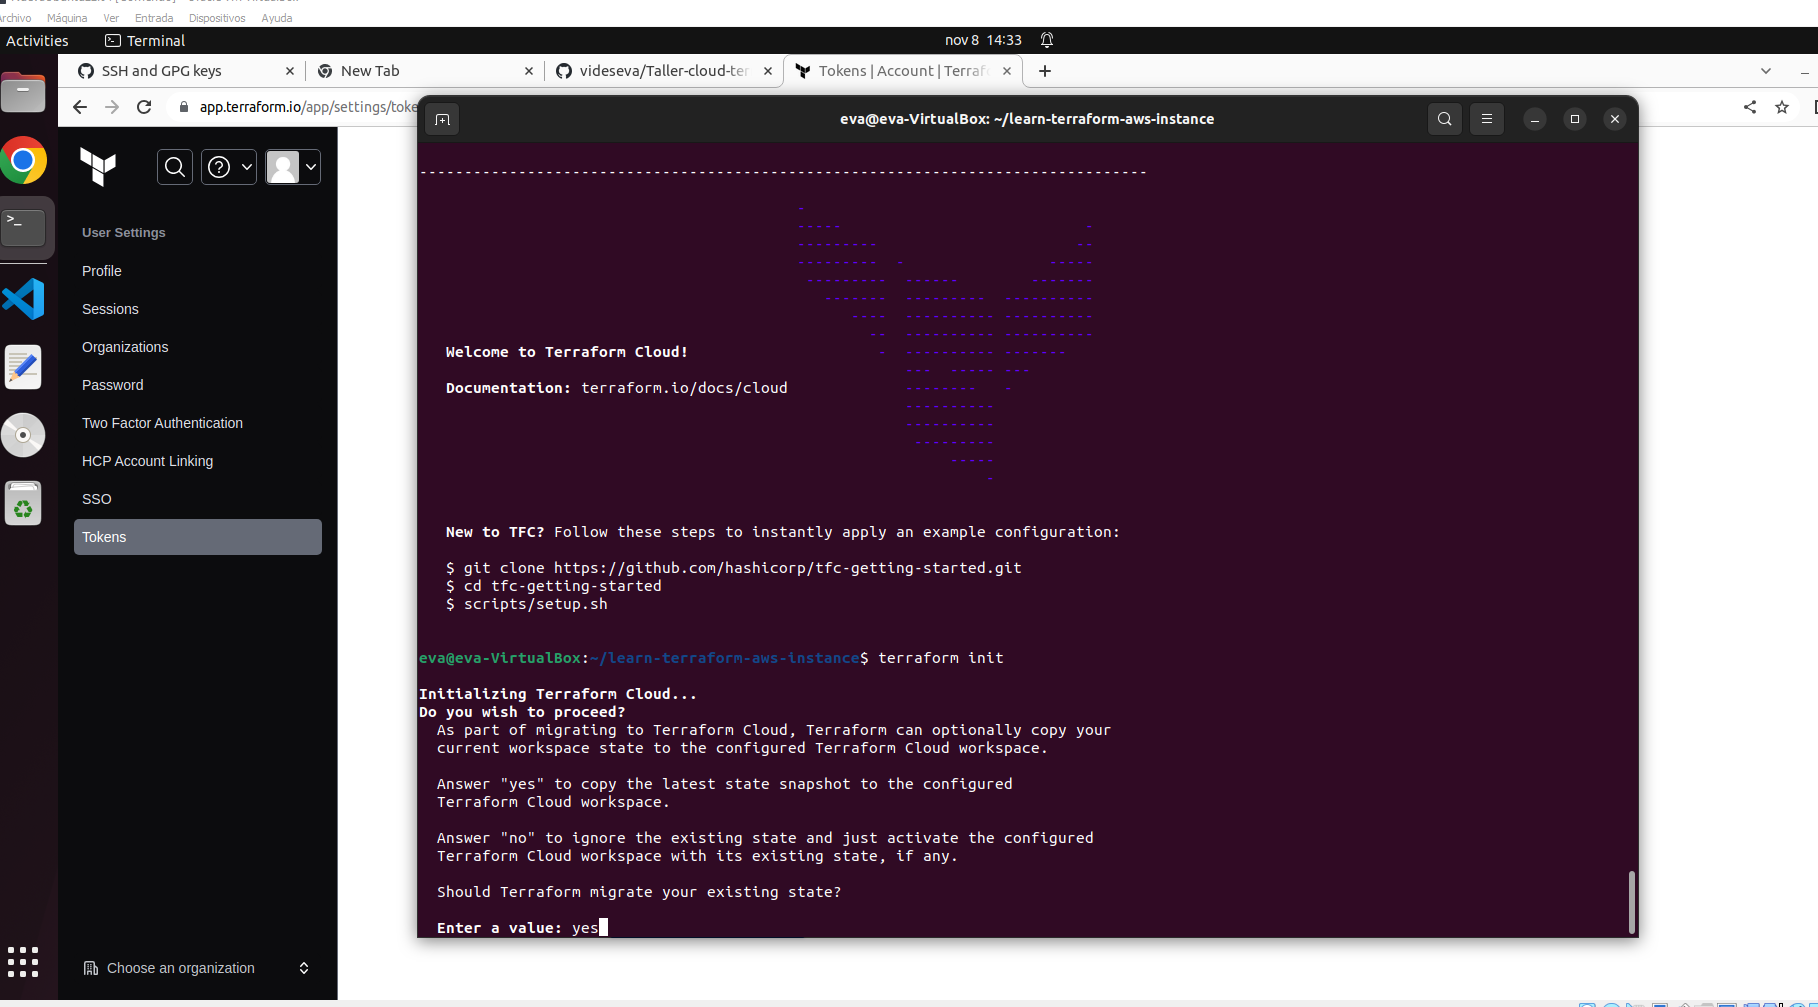 Archivo Máquina Ver Entrada Dispositivos Ayuda
Activities Terminal nov 8 14:33
SSH and GPG keys New Tab videseva/Taller-cloud-ter Tokens | Account | Terraf
app.terraform.io/app/settings/toke
eva@eva-VirtualBox: ~/learn-terraform-aws-instance
User Settings
Profile
Sessions
Organizations
Password
Two Factor Authentication
HCP Account Linking
SSO
Tokens
Choose an organization
--------------------------------------------------------------------------------
Welcome to Terraform Cloud!
Documentation: terraform.io/docs/cloud
New to TFC? Follow these steps to instantly apply an example configuration:
$ git clone https://github.com/hashicorp/tfc-getting-started.git
$ cd tfc-getting-started
$ scripts/setup.sh
eva@eva-VirtualBox:~/learn-terraform-aws-instance$ terraform init
Initializing Terraform Cloud...
Do you wish to proceed?
As part of migrating to Terraform Cloud, Terraform can optionally copy your
current workspace state to the configured Terraform Cloud workspace.
Answer "yes" to copy the latest state snapshot to the configured
Terraform Cloud workspace.
Answer "no" to ignore the existing state and just activate the configured
Terraform Cloud workspace with its existing state, if any.
Should Terraform migrate your existing state?
Enter a value: yes